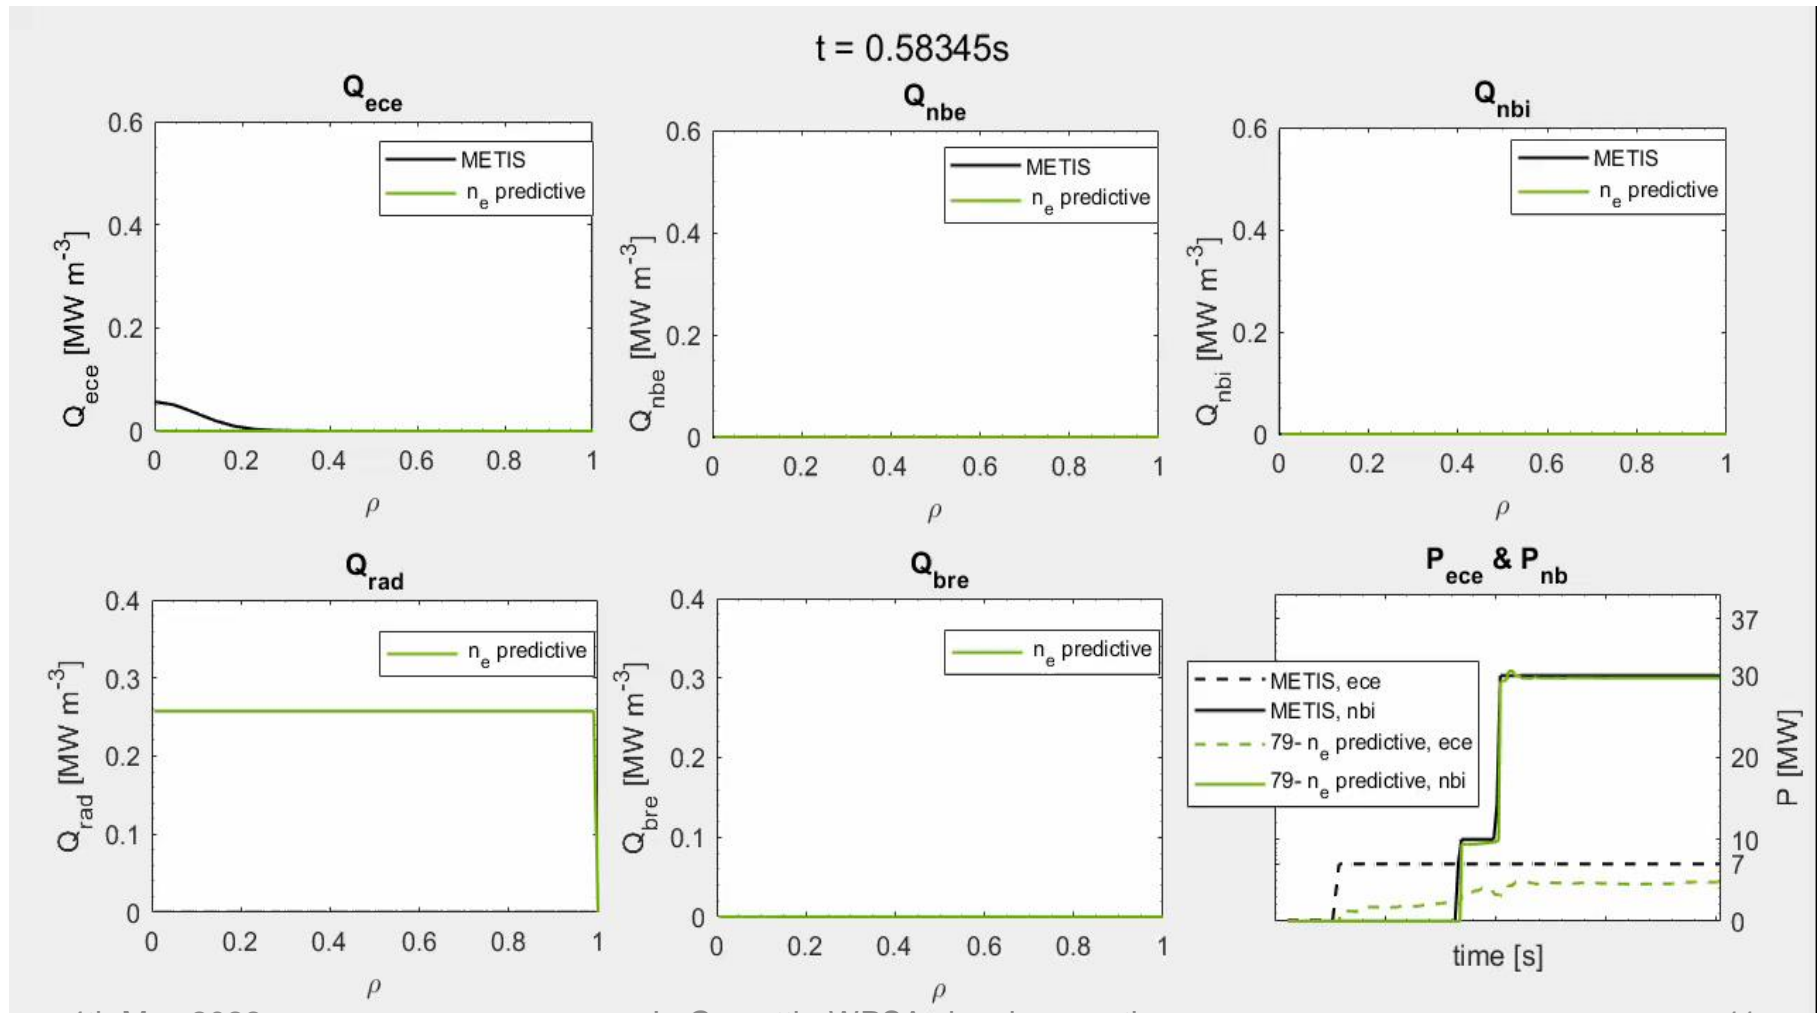 t = 0.58345s
Q_ece
0.6
0.4
0.2
0
Q_ece [MW m^-3]
METIS
n_e predictive
0 0.2 0.4 0.6 0.8 1
ρ
Q_nbe
0.6
0.4
0.2
0
Q_nbe [MW m^-3]
METIS
n_e predictive
0 0.2 0.4 0.6 0.8 1
ρ
Q_nbi
0.6
0.4
0.2
0
Q_nbi [MW m^-3]
METIS
n_e predictive
0 0.2 0.4 0.6 0.8 1
ρ
Q_rad
0.4
0.3
0.2
0.1
0
Q_rad [MW m^-3]
n_e predictive
0 0.2 0.4 0.6 0.8 1
ρ
Q_bre
0.4
0.3
0.2
0.1
0
Q_bre [MW m^-3]
n_e predictive
0 0.2 0.4 0.6 0.8 1
ρ
P_ece & P_nb
METIS, ece
METIS, nbi
79- n_e predictive, ece
79- n_e predictive, nbi
37
30
20
10
7
0
P [MW]
time [s]